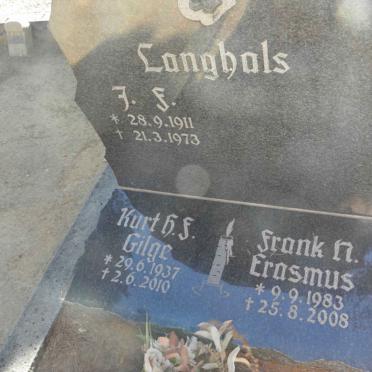 Langhals
J. F.
* 28.9.1911
† 21.3.1973
Kurt H. F.
Gilge
* 29.6.1937
† 2.6.2010
Frank N.
Erasmus
* 9.9.1983
† 25.8.2008